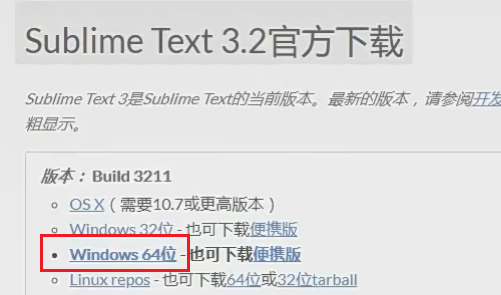 Sublime Text 3.2官方下载
Sublime Text 3是Sublime Text的当前版本。最新的版本，请参阅开发
粗显示。
版本： Build 3211
OS X（需要10.7或更高版本）
Windows 32位 - 也可下载便携版
Windows 64位 - 也可下载便携版
Linux repos - 也可下载64位或32位tarball